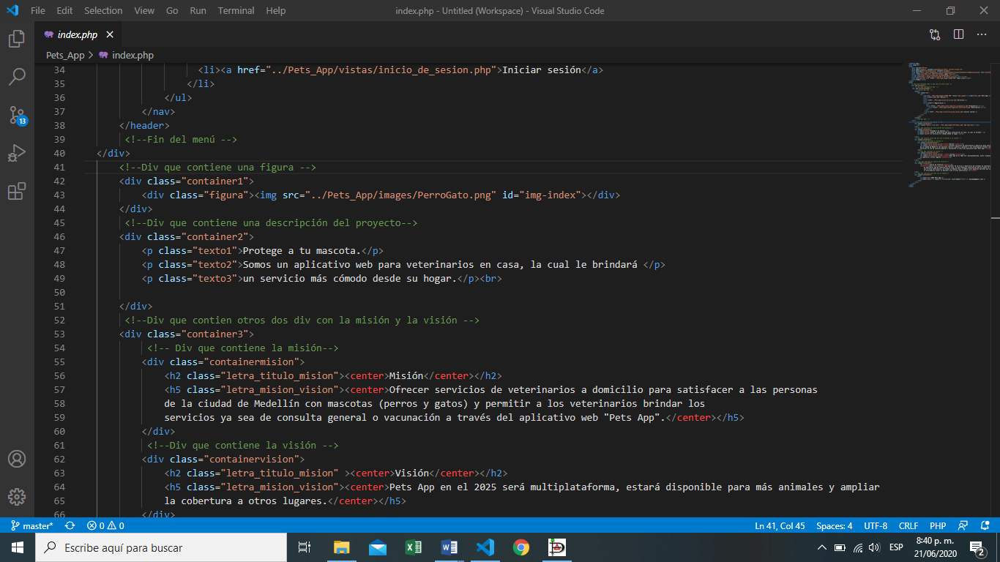 File Edit Selection View Go Run Terminal Help index.php - Untitled (Workspace) - Visual Studio Code
index.php
Pets_App > index.php
34 <li><a href="../Pets_App/vistas/inicio_de_sesion.php">Iniciar sesión</a>
35 </li>
36 </ul>
37 </nav>
38 </header>
39 <!--Fin del menú -->
40 </div>
41 <!--Div que contiene una figura -->
42 <div class="container1">
43 <div class="figura"><img src="../Pets_App/images/PerroGato.png" id="img-index"></div>
44 </div>
45 <!--Div que contiene una descripción del proyecto-->
46 <div class="container2">
47 <p class="texto1">Protege a tu mascota.</p>
48 <p class="texto2">Somos un aplicativo web para veterinarios en casa, la cual le brindará </p>
49 <p class="texto3">un servicio más cómodo desde su hogar.</p><br>
50
51 </div>
52 <!--Div que contien otros dos div con la misión y la visión -->
53 <div class="container3">
54 <!-- Div que contiene la misión-->
55 <div class="containermision">
56 <h2 class="letra_titulo_mision"><center>Misión</center></h2>
57 <h5 class="letra_mision_vision"><center>Ofrecer servicios de veterinarios a domicilio para satisfacer a las personas
58 de la ciudad de Medellín con mascotas (perros y gatos) y permitir a los veterinarios brindar los
59 servicios ya sea de consulta general o vacunación a través del aplicativo web "Pets App".</center></h5>
60 </div>
61 <!--Div que contiene la visión -->
62 <div class="containervision">
63 <h2 class="letra_titulo_mision" ><center>Visión</center></h2>
64 <h5 class="letra_mision_vision"><center>Pets App en el 2025 será multiplataforma, estará disponible para más animales y ampliar
65 la cobertura a otros lugares.</center></h5>
66 </div>
13
master* 0 0 Ln 41, Col 45 Spaces: 4 UTF-8 CRLF PHP
Escribe aquí para buscar
ESP
8:40 p. m.
21/06/2020
2